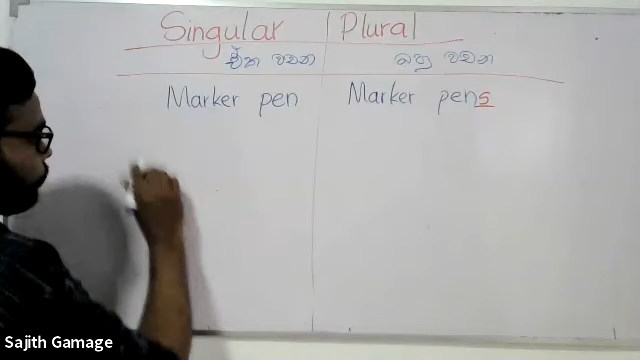 Singular | Plural
ඒක වචන බහු වචන
Marker pen Marker pens
Sajith Gamage